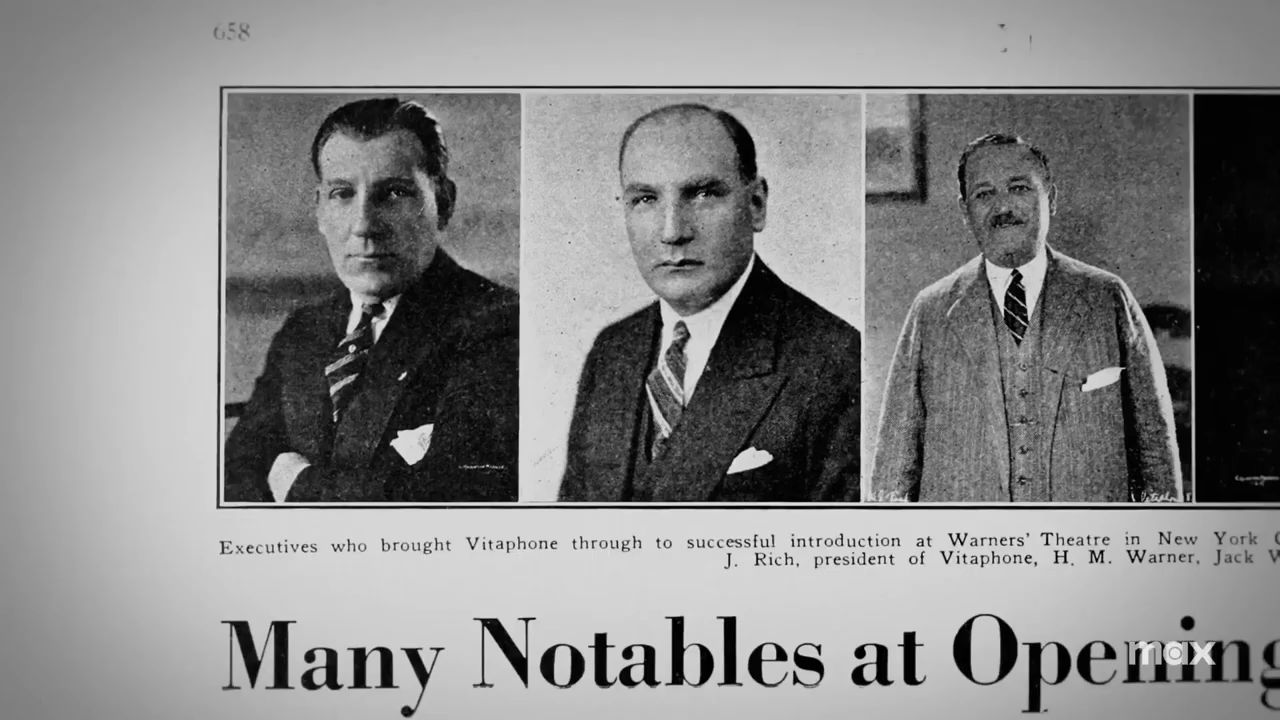 658
Executives who brought Vitaphone through to successful introduction at Warners' Theatre in New York
J. Rich, president of Vitaphone, H. M. Warner, Jack
Many Notables at Opening
max